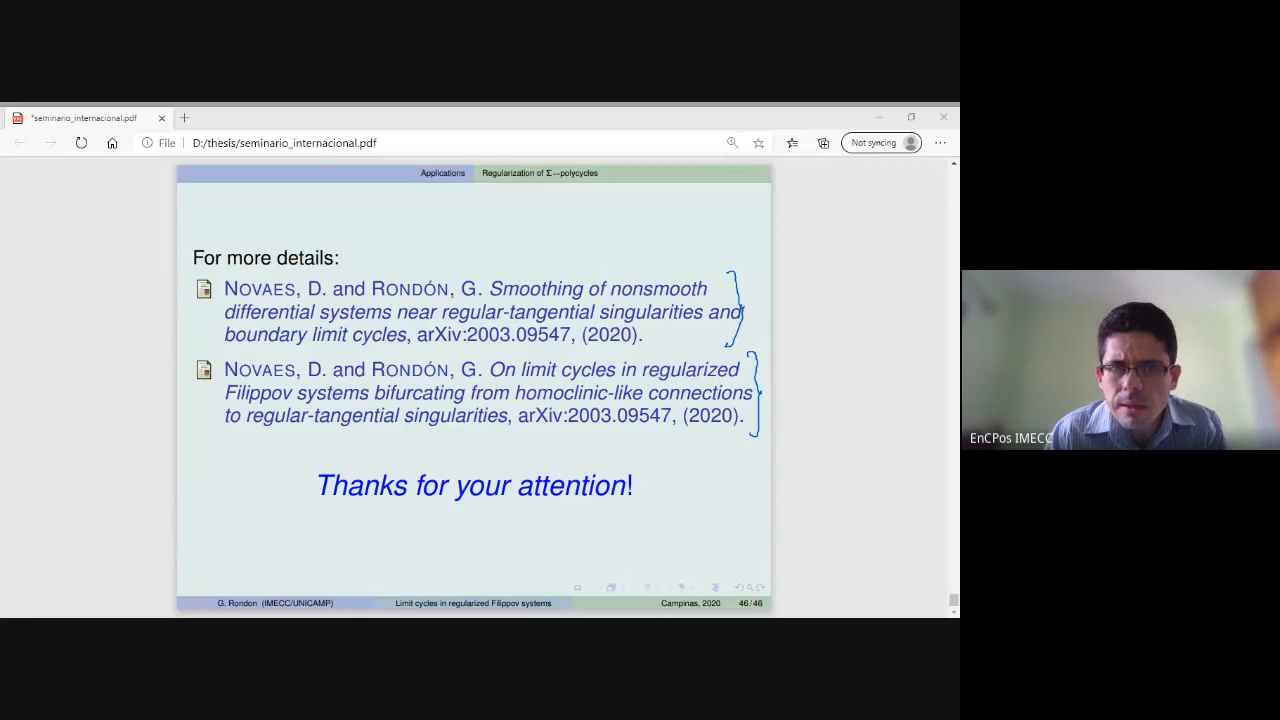 *seminario_internacional.pdf
File
D:/thesis/seminario_internacional.pdf
Not syncing
Applications Regularization of Σ−polycycles
For more details:
NOVAES, D. and RONDÓN, G. Smoothing of nonsmooth
differential systems near regular-tangential singularities and
boundary limit cycles, arXiv:2003.09547, (2020).
NOVAES, D. and RONDÓN, G. On limit cycles in regularized
Filippov systems bifurcating from homoclinic-like connections
to regular-tangential singularities, arXiv:2003.09547, (2020).
Thanks for your attention!
G. Rondon (IMECC/UNICAMP) Limit cycles in regularized Filippov systems Campinas, 2020 46/46
EnCPos IMECC